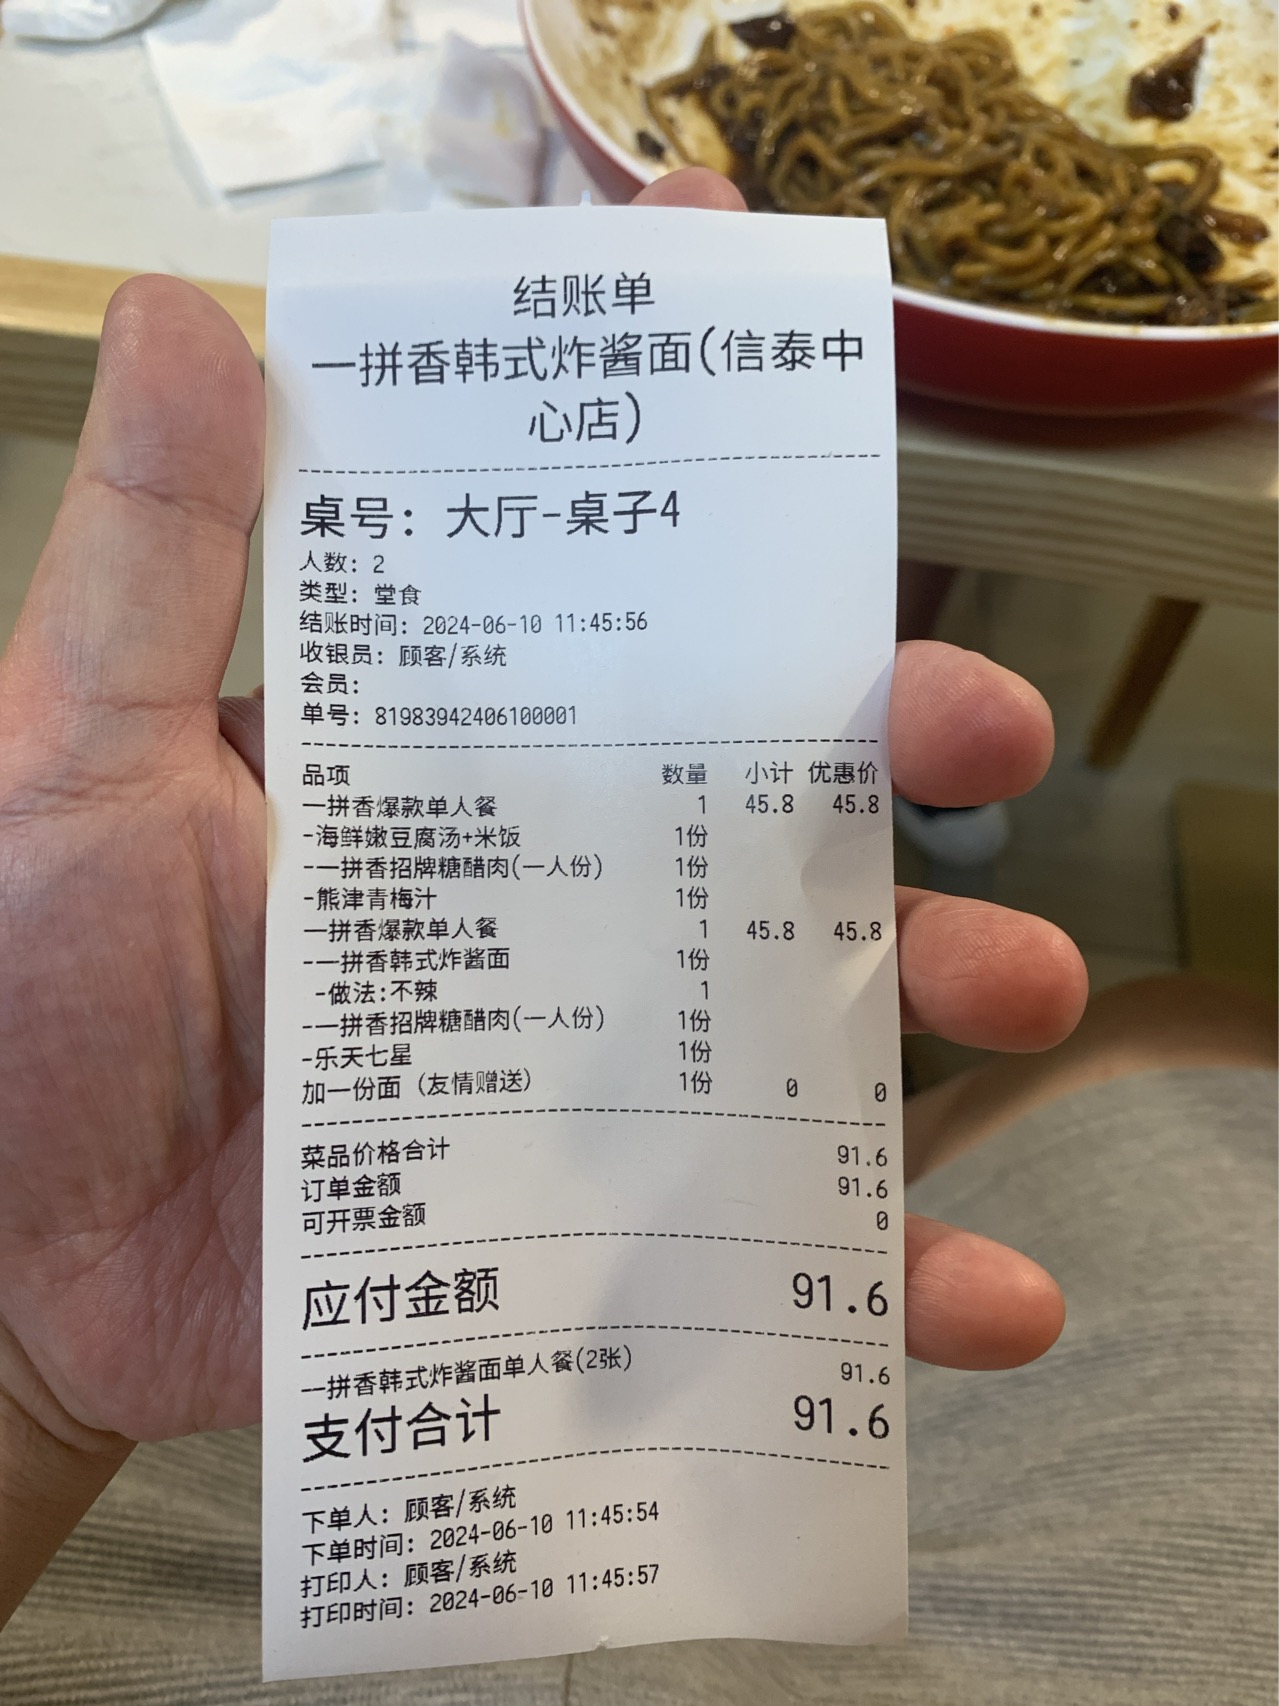 结账单
一拼香韩式炸酱面(信泰中
心店)
桌号: 大厅-桌子4
人数: 2
类型: 堂食
结账时间: 2024-06-10 11:45:56
收银员: 顾客/系统
会员:
单号: 81983942406100001
品项 数量 小计 优惠价
一拼香爆款单人餐 1 45.8 45.8
-海鲜嫩豆腐汤+米饭 1份
-一拼香招牌糖醋肉(一人份) 1份
-熊津青梅汁 1份
一拼香爆款单人餐 1 45.8 45.8
-一拼香韩式炸酱面 1份
-做法:不辣 1
-一拼香招牌糖醋肉(一人份) 1份
-乐天七星 1份
加一份面 (友情赠送) 1份 0 0
菜品价格合计 91.6
订单金额 91.6
可开票金额 0
应付金额 91.6
一拼香韩式炸酱面单人餐(2张) 91.6
支付合计 91.6
下单人: 顾客/系统
下单时间: 2024-06-10 11:45:54
打印人: 顾客/系统
打印时间: 2024-06-10 11:45:57